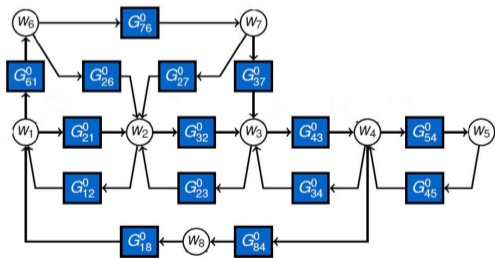 w₆ G⁰₇₆ w₇
G⁰₆₁ G⁰₂₆ G⁰₂₇ G⁰₃₇
w₁ G⁰₂₁ w₂ G⁰₃₂ w₃ G⁰₄₃ w₄ G⁰₅₄ w₅
G⁰₁₂ G⁰₂₃ G⁰₃₄ G⁰₄₅
G⁰₁₈ w₈ G⁰₈₄